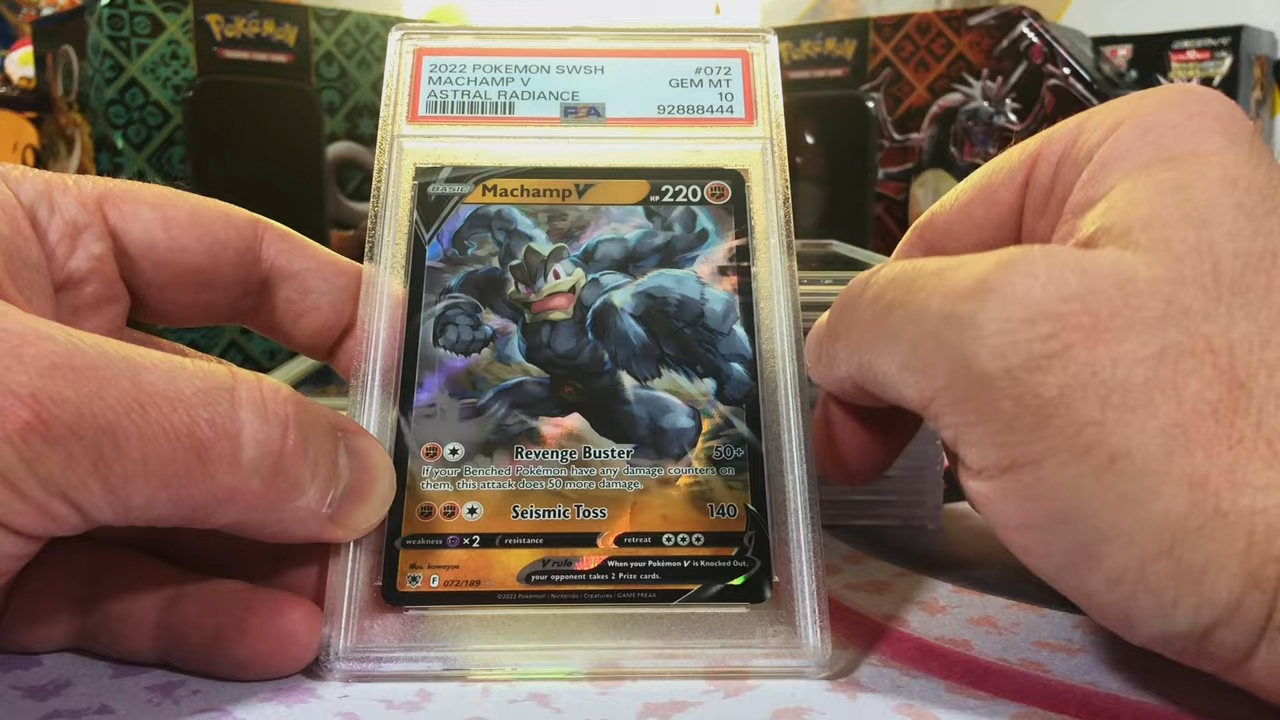 Pokémon
Pokémon
2022 POKEMON SWSH #072
MACHAMP V GEM MT
ASTRAL RADIANCE 10
PSA 92888444
BASIC Machamp V HP 220
Revenge Buster 50+
If your Benched Pokémon have any damage counters on
them, this attack does 50 more damage.
Seismic Toss 140
weakness ×2 resistance retreat
V rule When your Pokémon V is Knocked Out,
your opponent takes 2 Prize cards.
Illus. kowayoo
F 072/189
©2022 Pokémon / Nintendo / Creatures / GAME FREAK